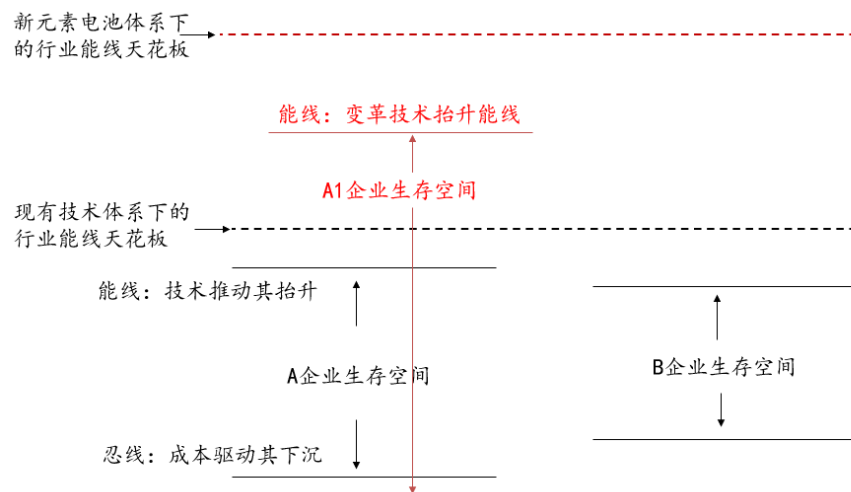 新元素电池体系下
的行业能线天花板
能线：变革技术抬升能线
A1企业生存空间
现有技术体系下的
行业能线天花板
能线：技术推动其抬升
A企业生存空间
B企业生存空间
忍线：成本驱动其下沉